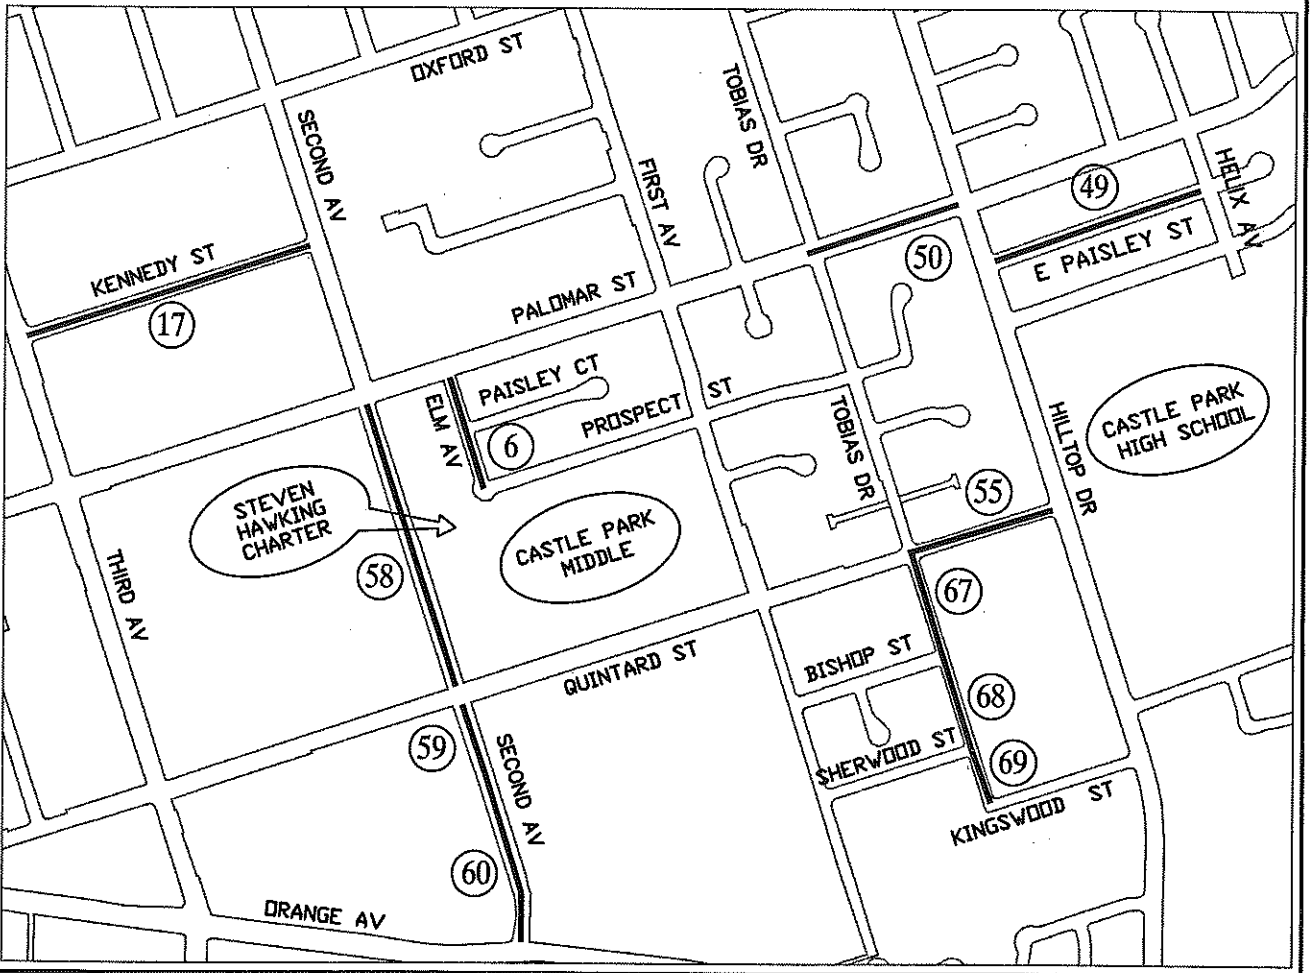 OXFORD ST
SECOND AV
TOBIAS DR
FIRST AV
HELIX AV
49
KENNEDY ST
17
E PAISLEY ST
50
PALOMAR ST
PAISLEY CT
ELM AV
6
PROSPECT ST
TOBIAS DR
HILLTOP DR
CASTLE PARK
HIGH SCHOOL
STEVEN
HAWKING
CHARTER
CASTLE PARK
MIDDLE
55
THIRD AV
58
67
BISHOP ST
QUINTARD ST
68
59
SECOND AV
SHERWOOD ST
69
KINGSWOOD ST
60
ORANGE AV